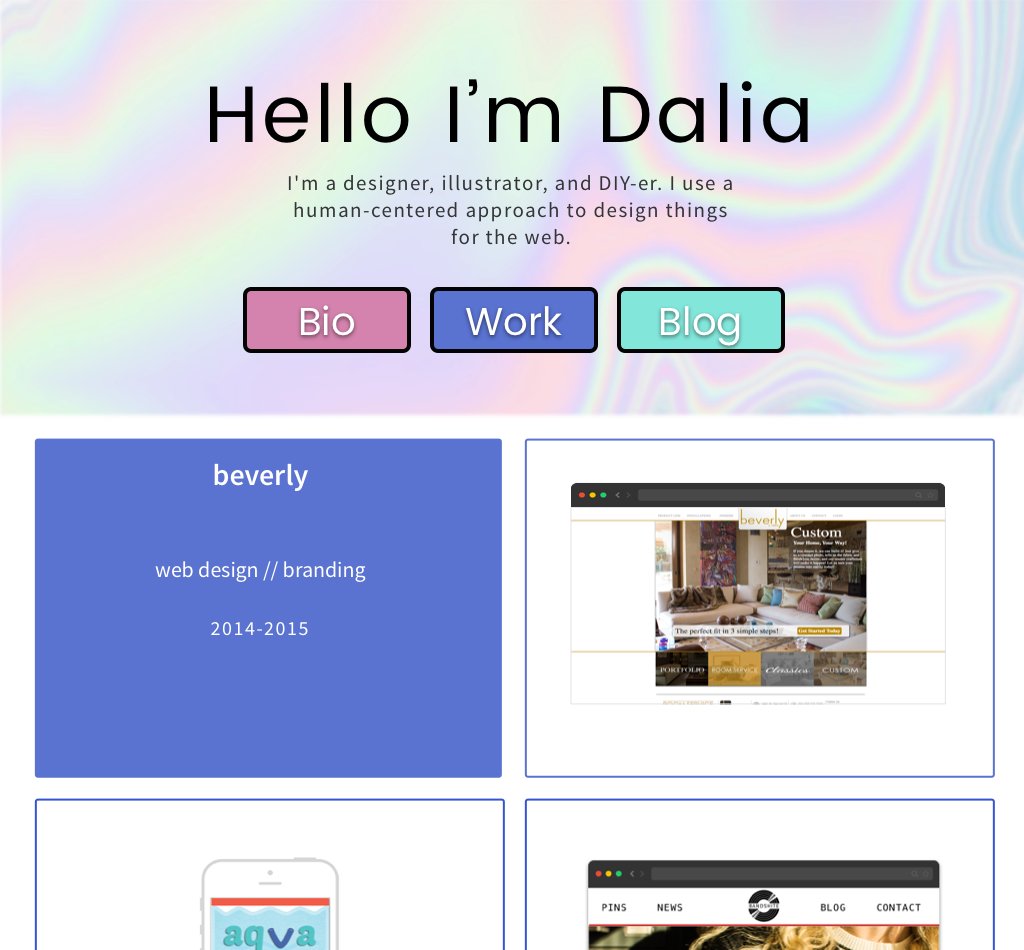 Hello I’m Dalia
I'm a designer, illustrator, and DIY-er. I use a
human-centered approach to design things
for the web.
Bio
Work
Blog
beverly
web design // branding
2014-2015
beverly
Custom
Your Home, Your Way!
The perfect fit in 3 simple steps!
Get Started Today
PORTFOLIO
ROOM SERVICE
Classics
CUSTOM
aqva
PINS
NEWS
BLOG
CONTACT